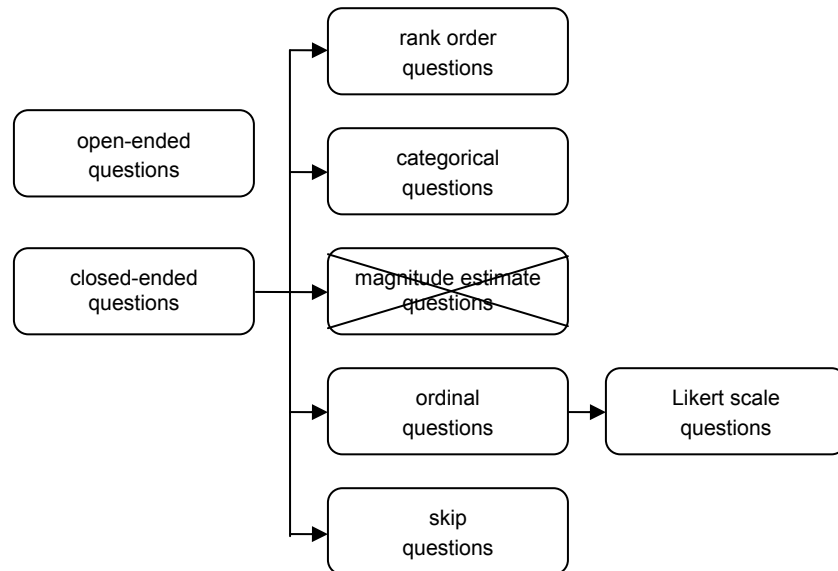 rank order
questions
open-ended
questions
categorical
questions
closed-ended
questions
magnitude estimate
questions
ordinal
questions
Likert scale
questions
skip
questions